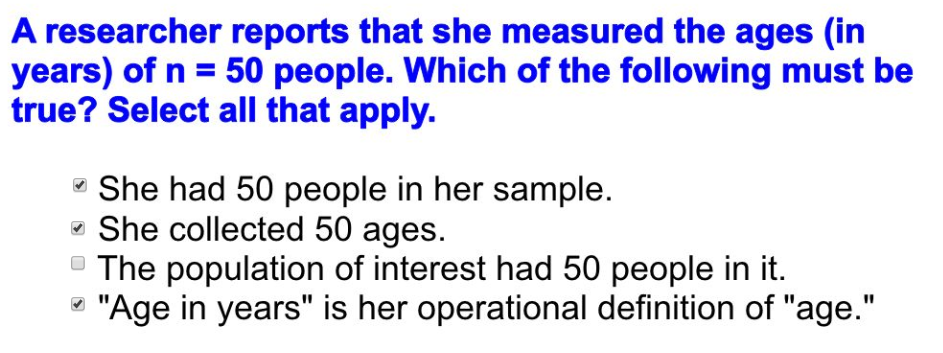 A researcher reports that she measured the ages (in
years) of n = 50 people. Which of the following must be
true? Select all that apply.
She had 50 people in her sample.
She collected 50 ages.
The population of interest had 50 people in it.
"Age in years" is her operational definition of "age."